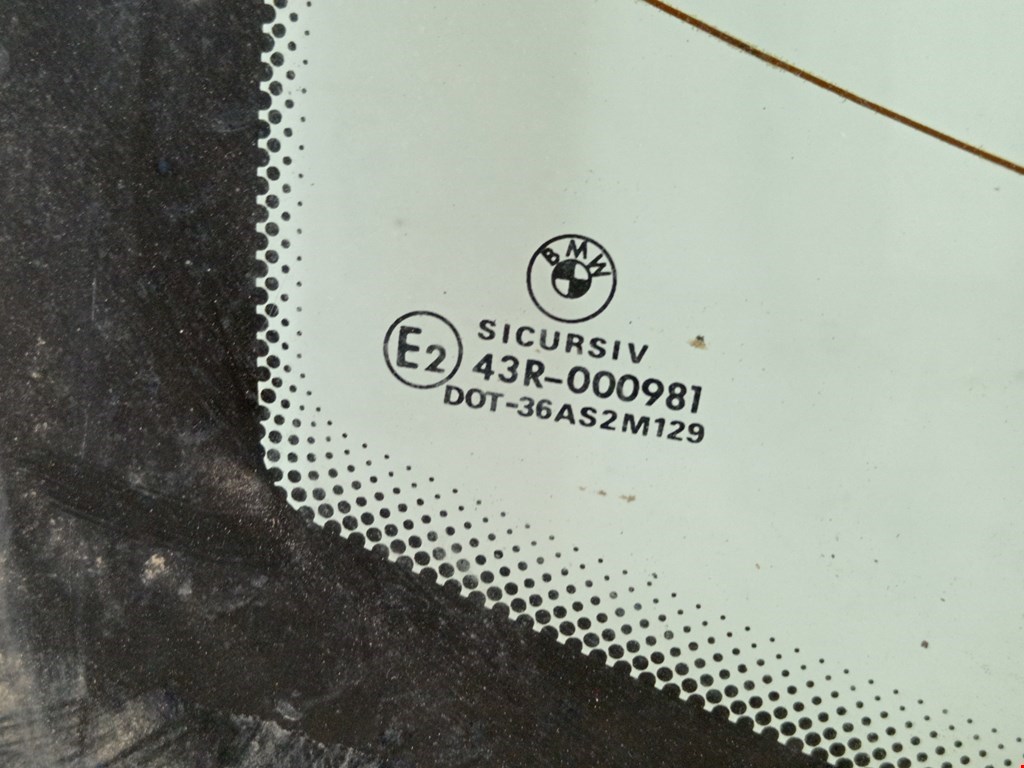 BMW
SICURSIV
E2 43R-000981
DOT-36AS2M129